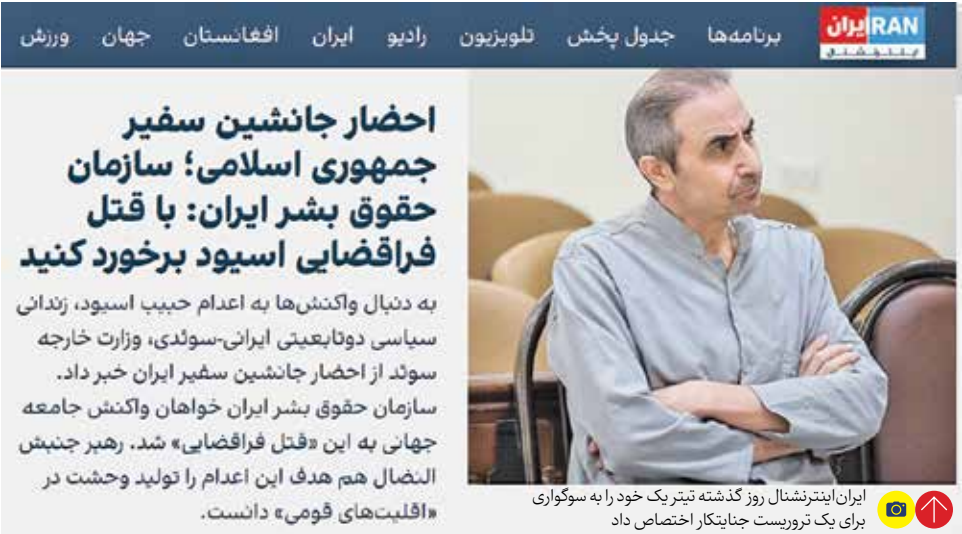 ایران RAN
اینترنشنال
برنامه‌ها جدول پخش تلویزیون رادیو ایران افغانستان جهان ورزش
احضار جانشین سفیر
جمهوری اسلامی؛ سازمان
حقوق بشر ایران: با قتل
فراقضایی اسیود برخورد کنید
به دنبال واکنش‌ها به اعدام حبیب اسیود، زندانی
سیاسی دوتابعیتی ایرانی-سوئدی، وزارت خارجه
سوئد از احضار جانشین سفیر ایران خبر داد.
سازمان حقوق بشر ایران خواهان واکنش جامعه
جهانی به این «قتل فراقضایی» شد. رهبر جنبش
النضال هم هدف این اعدام را تولید وحشت در
«اقلیت‌های قومی» دانست.
ایران‌اینترنشنال روز گذشته تیتر یک خود را به سوگواری
برای یک تروریست جنایتکار اختصاص داد